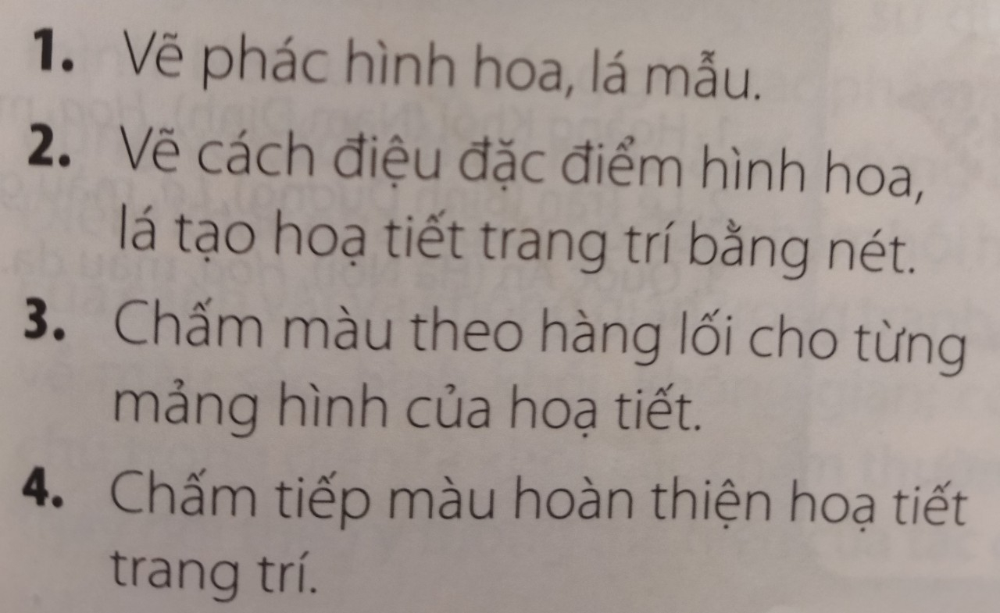 1. Vẽ phác hình hoa, lá mẫu.
2. Vẽ cách điệu đặc điểm hình hoa,
lá tạo hoạ tiết trang trí bằng nét.
3. Chấm màu theo hàng lối cho từng
mảng hình của hoạ tiết.
4. Chấm tiếp màu hoàn thiện hoạ tiết
trang trí.